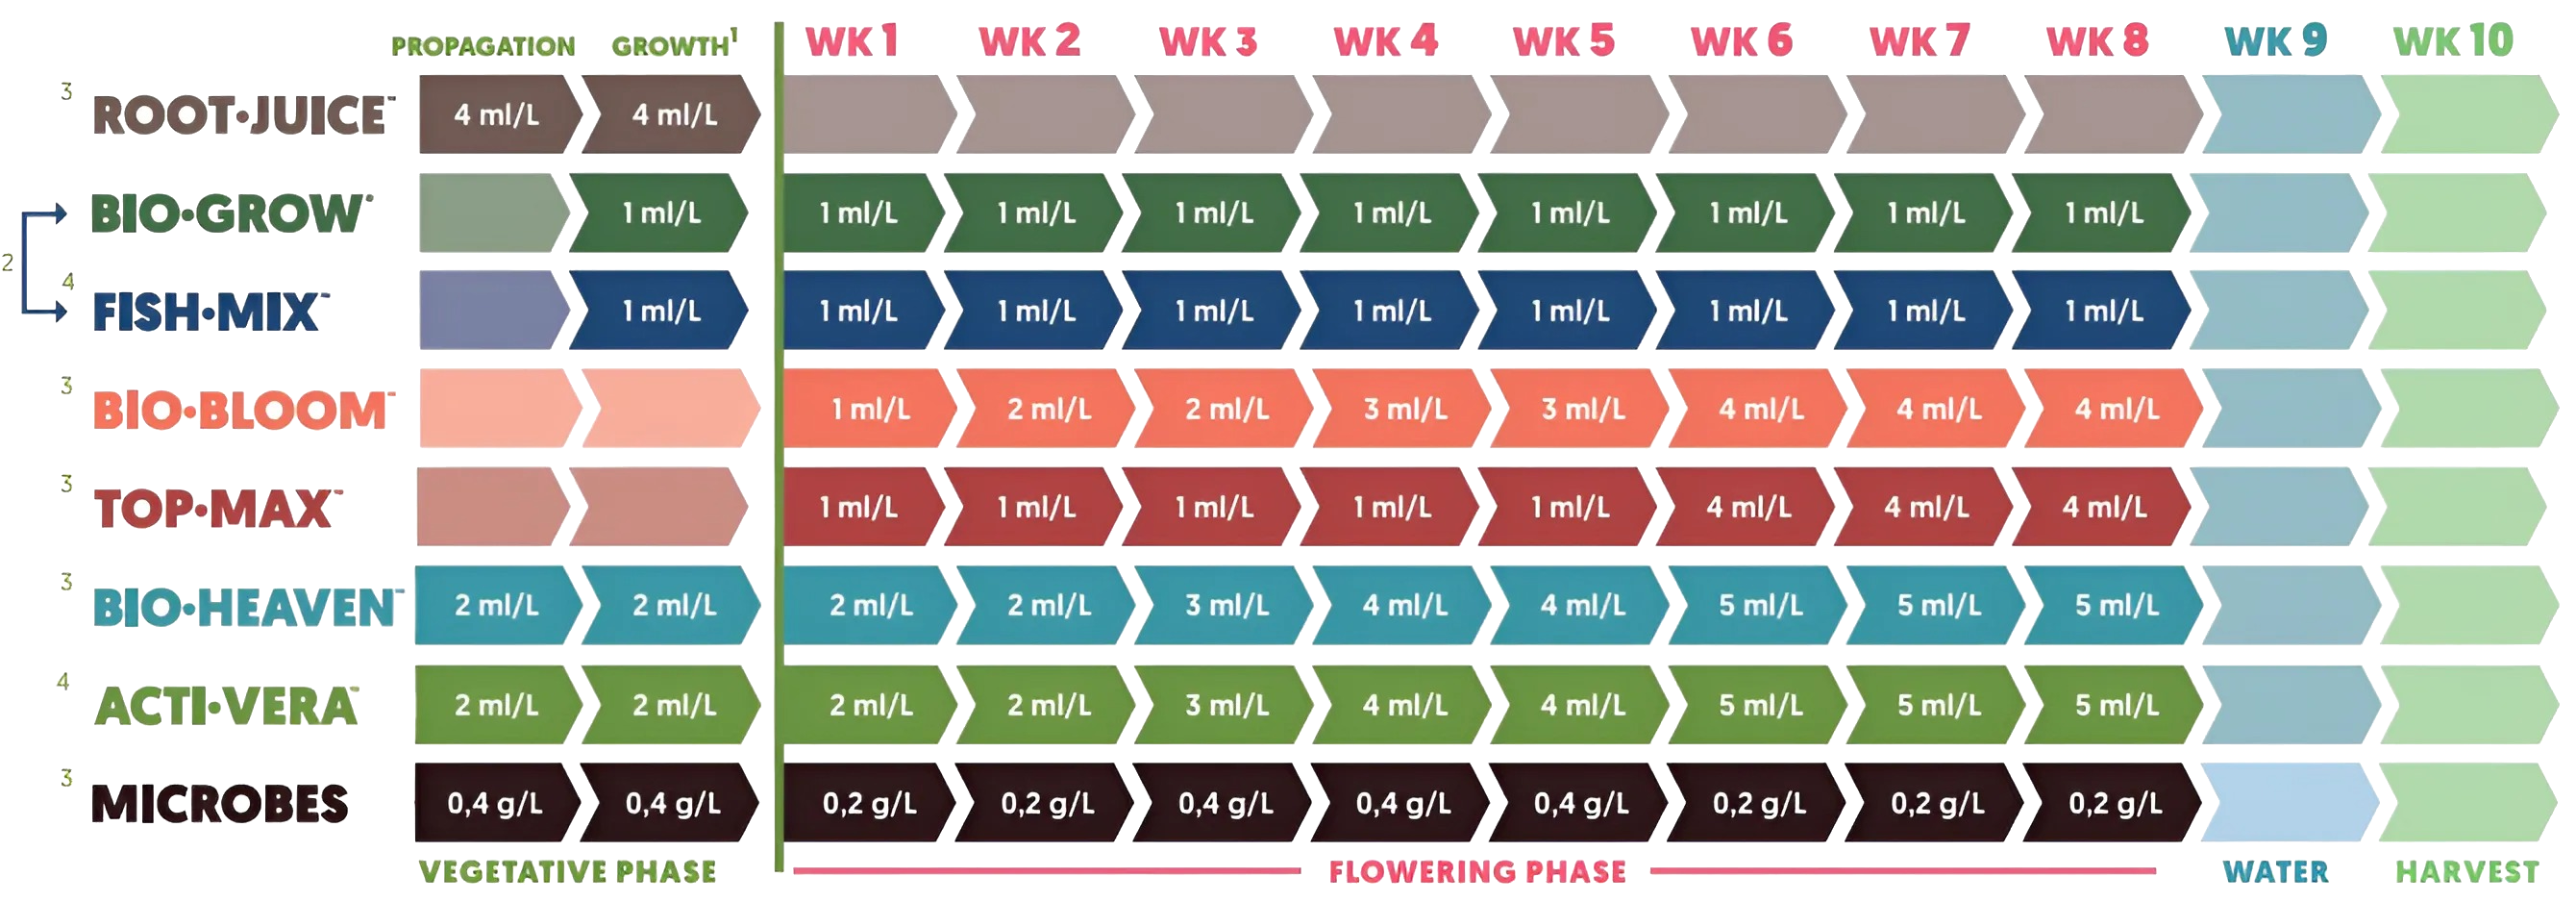 PROPAGATION GROWTH¹ WK 1 WK 2 WK 3 WK 4 WK 5 WK 6 WK 7 WK 8 WK 9 WK 10
3 ROOT•JUICE™ 4 ml/L 4 ml/L
BIO•GROW® 1 ml/L 1 ml/L 1 ml/L 1 ml/L 1 ml/L 1 ml/L 1 ml/L 1 ml/L 1 ml/L
2
4 FISH•MIX™ 1 ml/L 1 ml/L 1 ml/L 1 ml/L 1 ml/L 1 ml/L 1 ml/L 1 ml/L 1 ml/L
3 BIO•BLOOM™ 1 ml/L 2 ml/L 2 ml/L 3 ml/L 3 ml/L 4 ml/L 4 ml/L 4 ml/L
3 TOP•MAX™ 1 ml/L 1 ml/L 1 ml/L 1 ml/L 1 ml/L 4 ml/L 4 ml/L 4 ml/L
3 BIO•HEAVEN™ 2 ml/L 2 ml/L 2 ml/L 2 ml/L 3 ml/L 4 ml/L 4 ml/L 5 ml/L 5 ml/L 5 ml/L
4 ACTI•VERA™ 2 ml/L 2 ml/L 2 ml/L 2 ml/L 3 ml/L 4 ml/L 4 ml/L 5 ml/L 5 ml/L 5 ml/L
3 MICROBES 0,4 g/L 0,4 g/L 0,2 g/L 0,2 g/L 0,4 g/L 0,4 g/L 0,4 g/L 0,2 g/L 0,2 g/L 0,2 g/L
VEGETATIVE PHASE FLOWERING PHASE WATER HARVEST